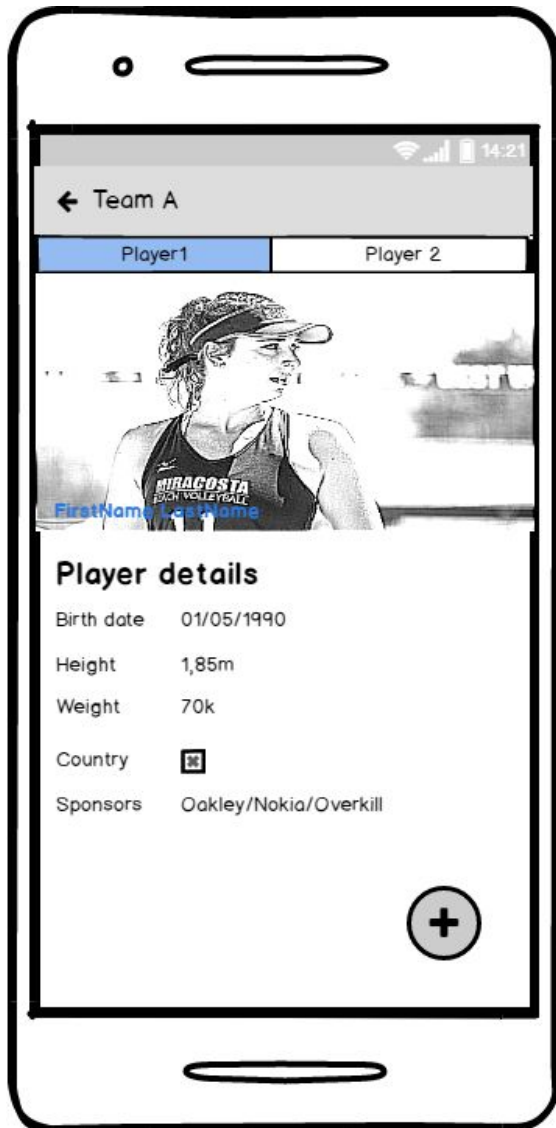 14:21
Team A
Player1 Player 2
MIRACOSTA
BEACH VOLLEYBALL
FirstName LastName
Player details
Birth date 01/05/1990
Height 1,85m
Weight 70k
Country
Sponsors Oakley/Nokia/Overkill